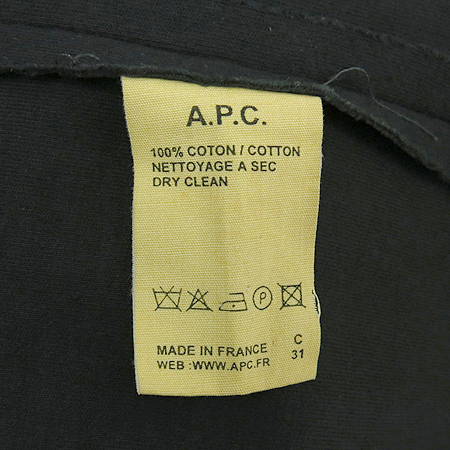 A.P.C.
100% COTON / COTTON
NETTOYAGE A SEC
DRY CLEAN
P
MADE IN FRANCE C
WEB :WWW.APC.FR 31